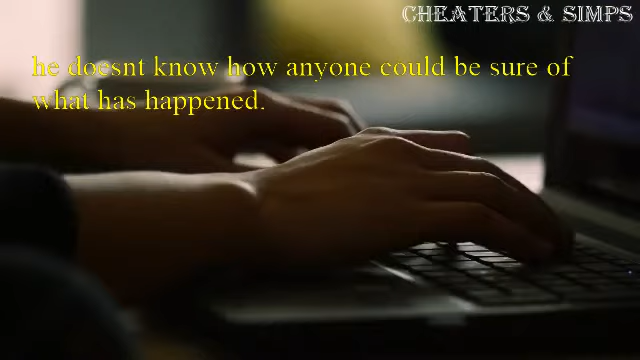 CHEATERS & SIMPS
he doesnt know how anyone could be sure of
what has happened.